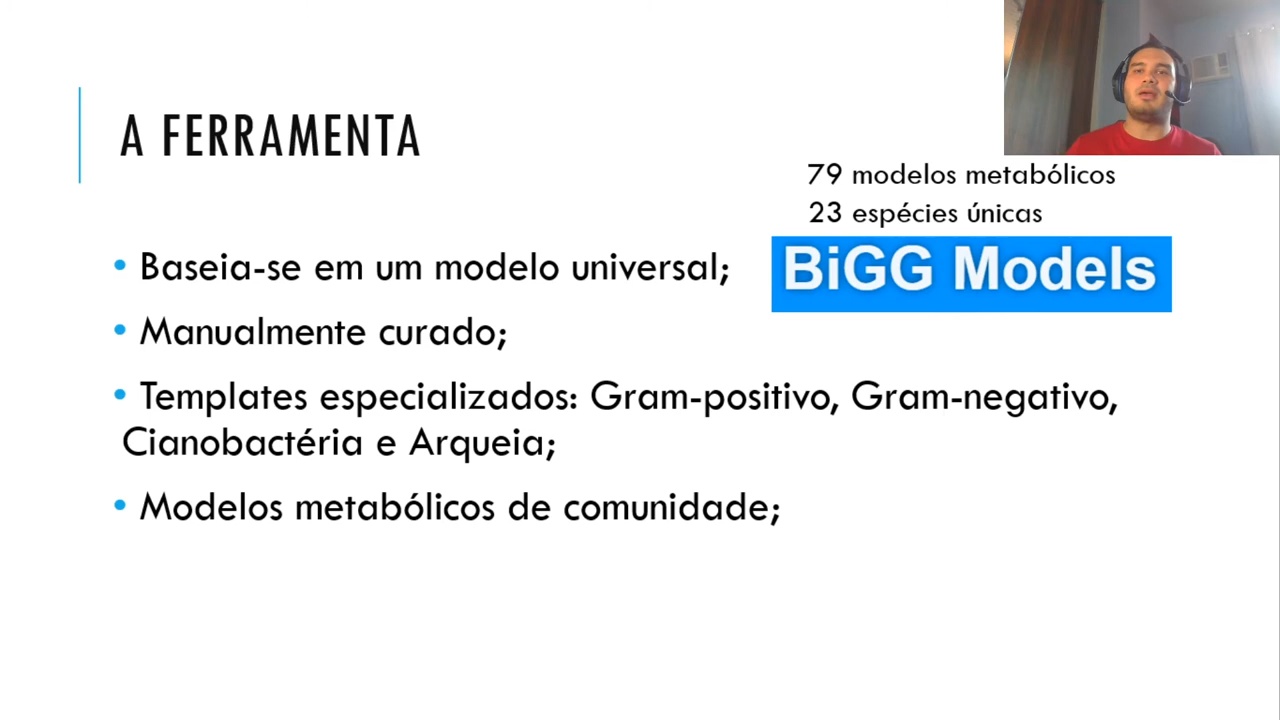 A FERRAMENTA
79 modelos metabólicos
23 espécies únicas
BiGG Models
• Baseia-se em um modelo universal;
• Manualmente curado;
• Templates especializados: Gram-positivo, Gram-negativo,
Cianobactéria e Arqueia;
• Modelos metabólicos de comunidade;